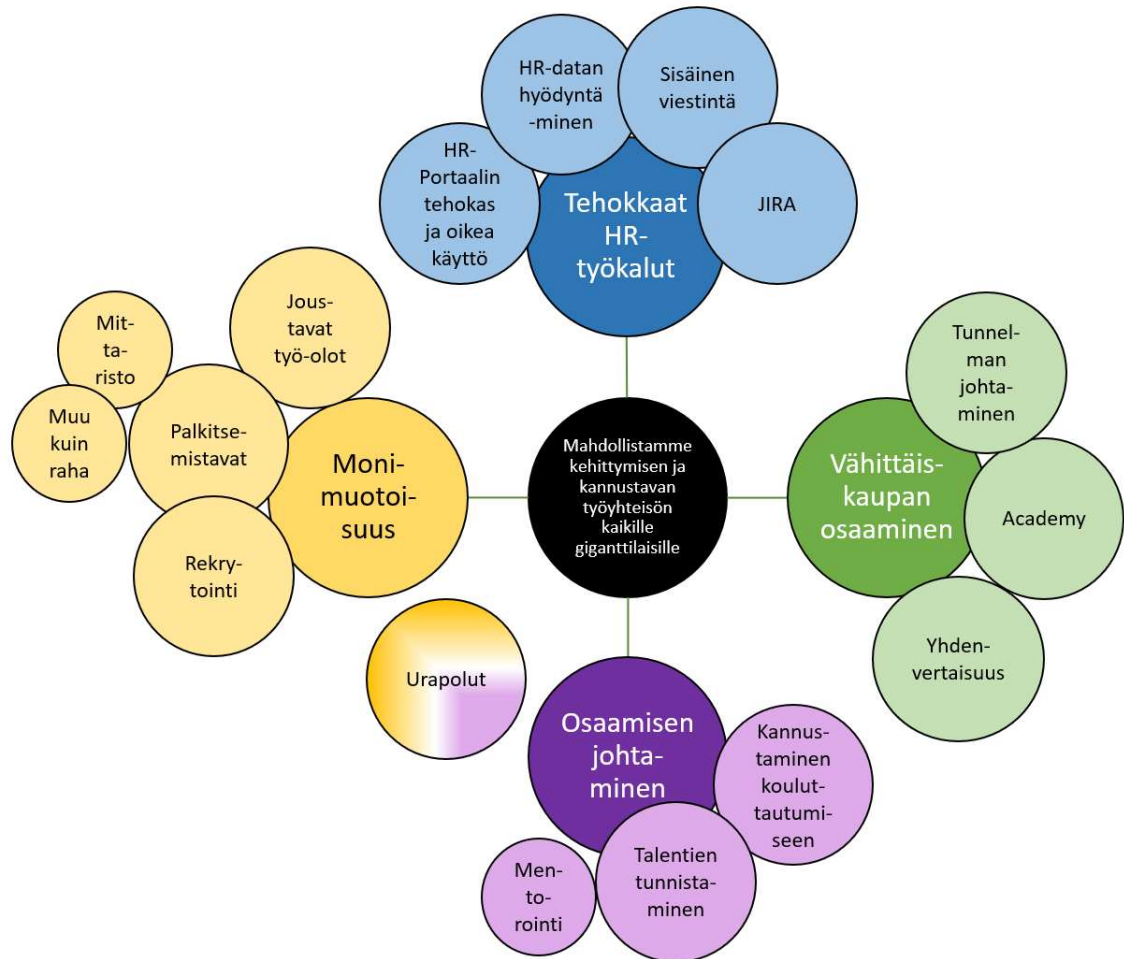 HR-datan
hyödyntä
-minen
Sisäinen
viestintä
HR-
Portaalin
tehokas
ja oikea
käyttö
Tehokkaat
HR-
työkalut
JIRA
Jous-
tavat
työ-olot
Mit-
ta-
risto
Muu
kuin
raha
Palkitse-
mistavat
Moni-
muotoi-
suus
Rekry-
tointi
Mahdollistamme
kehittymisen ja
kannustavan
työyhteisön
kaikille
giganttilaisille
Tunnel-
man
johta-
minen
Vähittäis-
kaupan
osaaminen
Academy
Yhden-
vertaisuus
Urapolut
Osaamisen
johta-
minen
Kannus-
taminen
koulut-
tautumi-
seen
Talentien
tunnista-
minen
Men-
to-
rointi